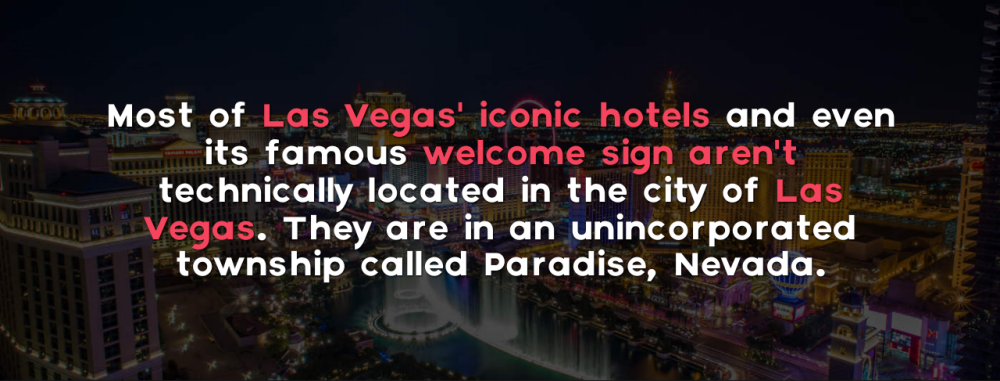 Most of Las Vegas' iconic hotels and even
its famous welcome sign aren't
technically located in the city of Las
Vegas. They are in an unincorporated
township called Paradise, Nevada.